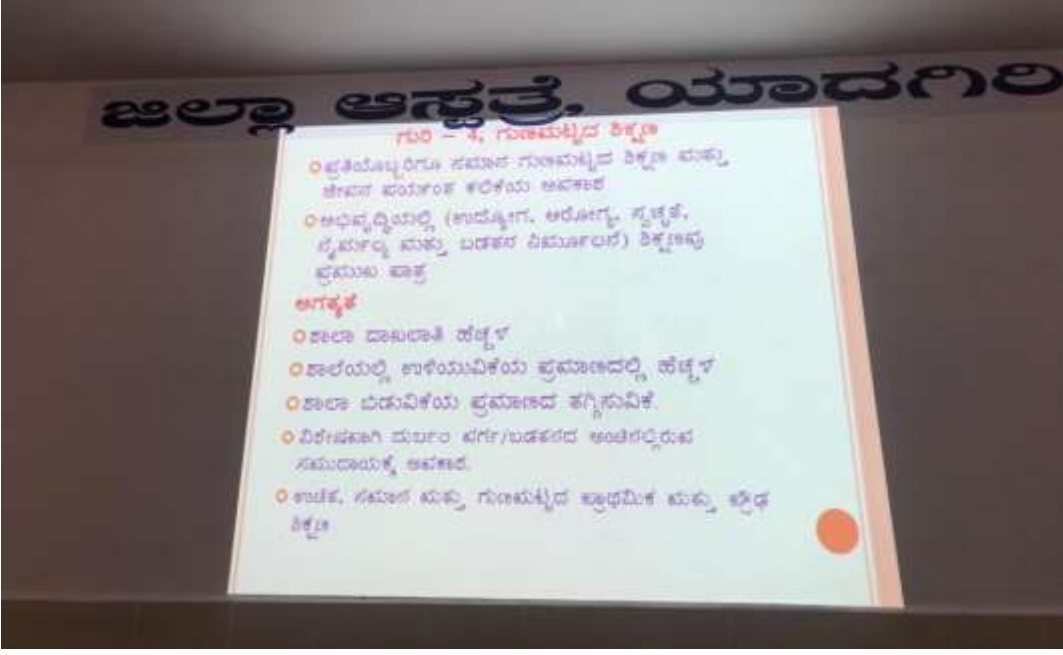 ಜಿಲ್ಲಾ ಆಸ್ಪತ್ರೆ, ಯಾದಗಿರಿ
ಗುರಿ – 4, ಗುಣಮಟ್ಟದ ಶಿಕ್ಷಣ
ಪ್ರತಿಯೊಬ್ಬರಿಗೂ ಸಮಾನ ಗುಣಮಟ್ಟದ ಶಿಕ್ಷಣ ಮತ್ತು
ಜೀವನ ಪರ್ಯಂತ ಕಲಿಕೆಯ ಅವಕಾಶ
ಅಭಿವೃದ್ಧಿಯಲ್ಲಿ (ಉದ್ಯೋಗ, ಆರೋಗ್ಯ, ಸ್ವಚ್ಛತೆ,
ನೈರ್ಮಲ್ಯ ಮತ್ತು ಬಡತನ ನಿರ್ಮೂಲನೆ) ಶಿಕ್ಷಣವು
ಪ್ರಮುಖ ಪಾತ್ರ
ಅಗತ್ಯತೆ
ಶಾಲಾ ದಾಖಲಾತಿ ಹೆಚ್ಚಳ
ಶಾಲೆಯಲ್ಲಿ ಉಳಿಯುವಿಕೆಯ ಪ್ರಮಾಣದಲ್ಲಿ ಹೆಚ್ಚಳ
ಶಾಲಾ ಬಿಡುವಿಕೆಯ ಪ್ರಮಾಣದ ತಗ್ಗಿಸುವಿಕೆ.
ವಿಶೇಷವಾಗಿ ದುರ್ಬಲ ವರ್ಗ/ಬಡತನದ ಅಂಚಿನಲ್ಲಿರುವ
ಸಮುದಾಯಕ್ಕೆ ಅವಕಾಶ.
ಉಚಿತ, ಸಮಾನ ಮತ್ತು ಗುಣಮಟ್ಟದ ಪ್ರಾಥಮಿಕ ಮತ್ತು ಪ್ರೌಢ
ಶಿಕ್ಷಣ